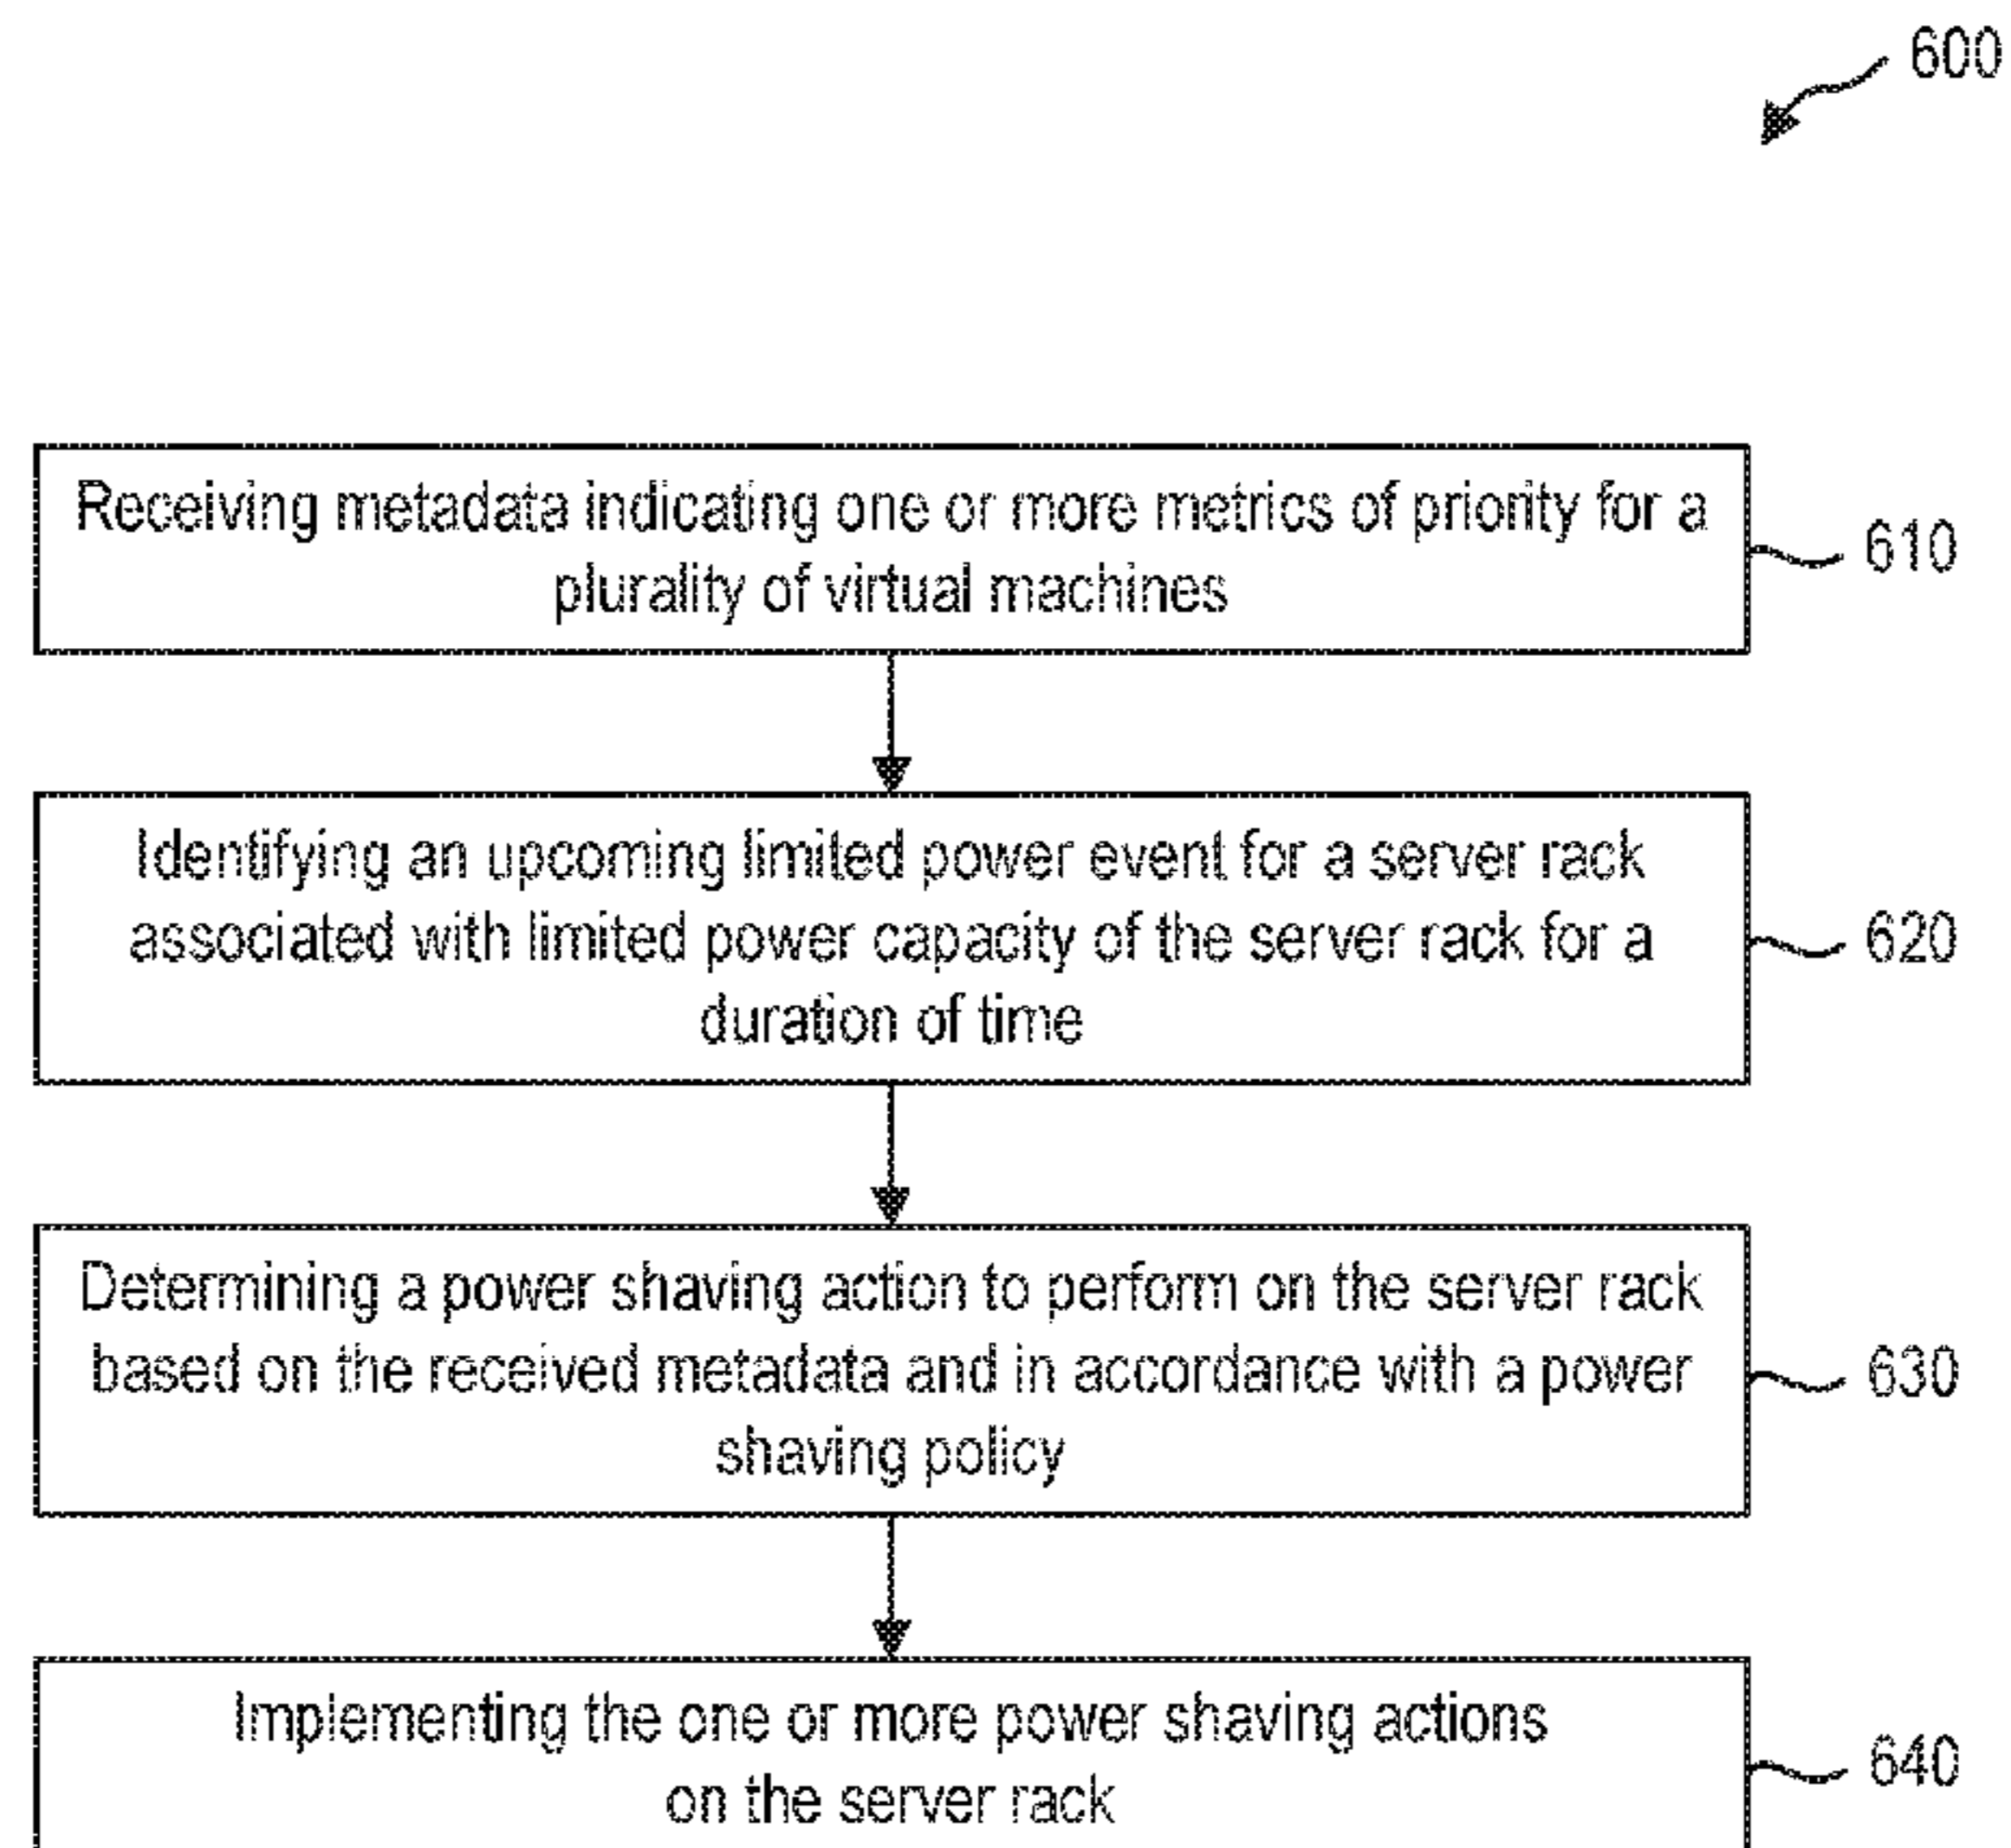 600
Receiving metadata indicating one or more metrics of priority for a
plurality of virtual machines
610
Identifying an upcoming limited power event for a server rack
associated with limited power capacity of the server rack for a
duration of time
620
Determining a power shaving action to perform on the server rack
based on the received metadata and in accordance with a power
shaving policy
630
Implementing the one or more power shaving actions
on the server rack
640